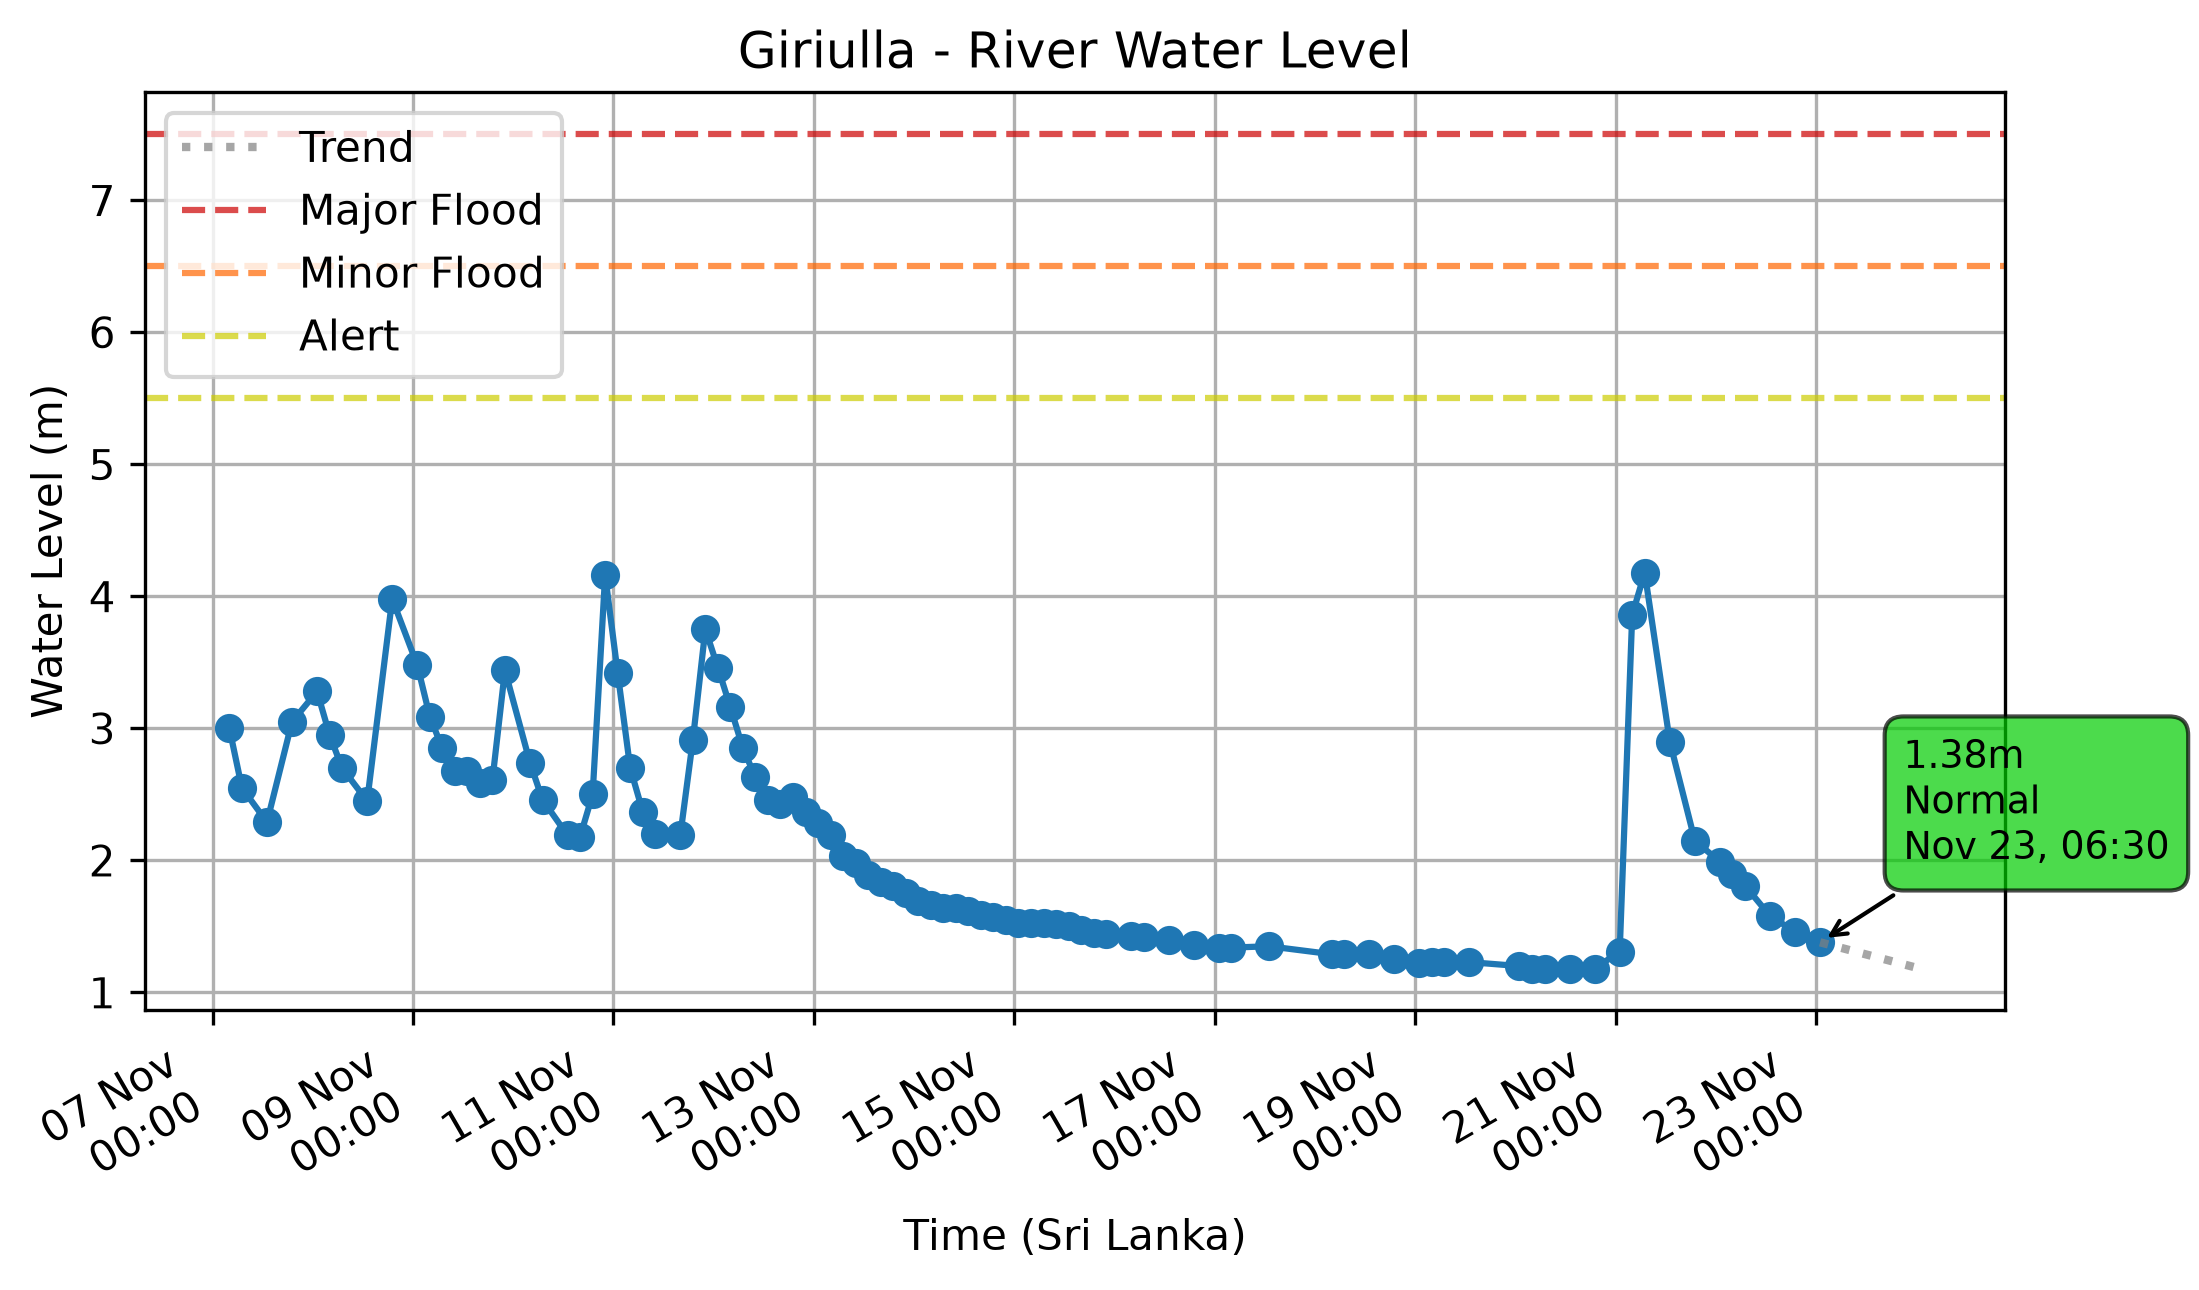 Giriulla - River Water Level
Trend
Major Flood
Minor Flood
Alert
7
6
5
4
3
2
1
Water Level (m)
1.38m
Normal
Nov 23, 06:30
07 Nov
00:00
09 Nov
00:00
11 Nov
00:00
13 Nov
00:00
15 Nov
00:00
17 Nov
00:00
19 Nov
00:00
21 Nov
00:00
23 Nov
00:00
Time (Sri Lanka)